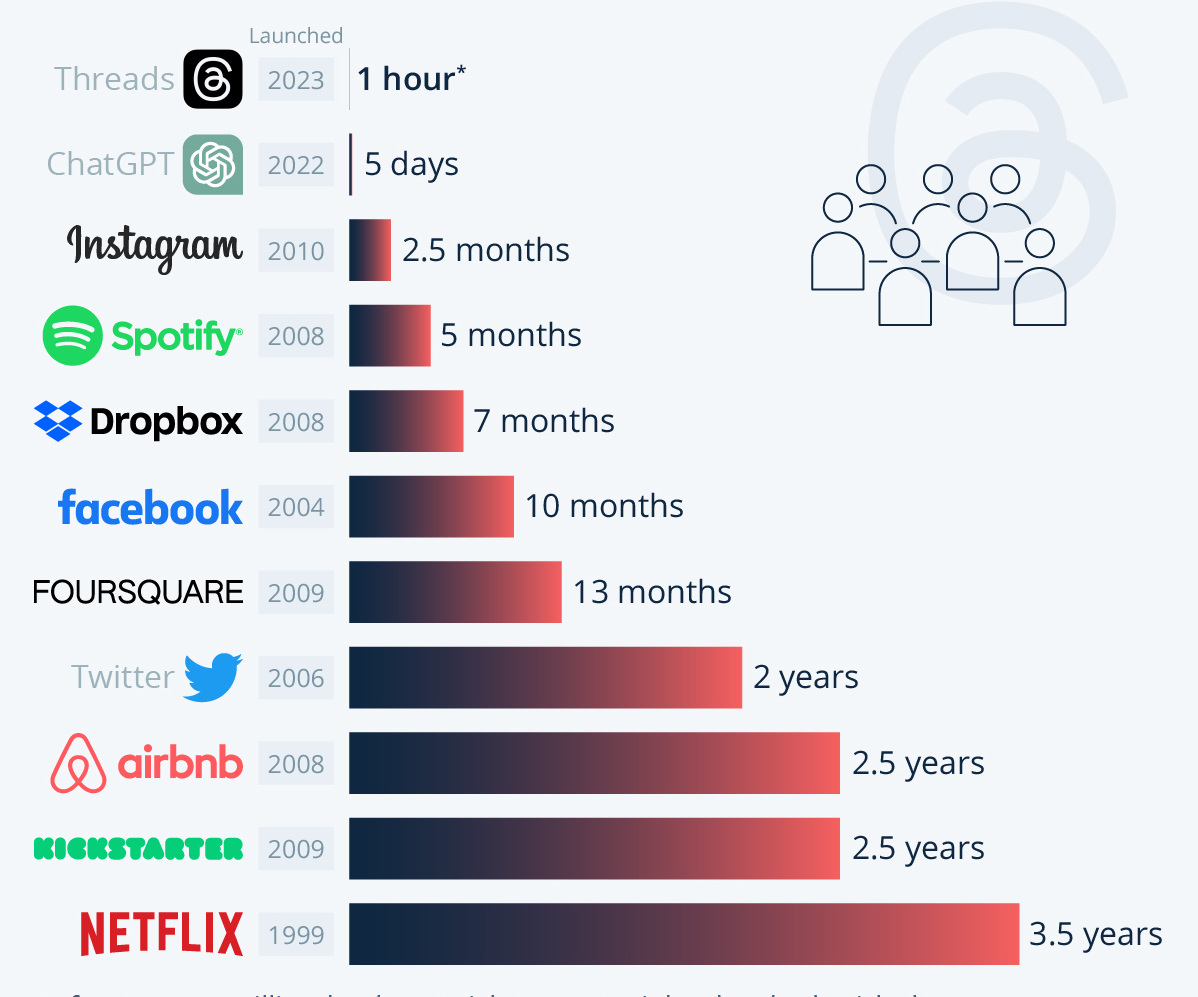 Launched
Threads 2023 1 hour*
ChatGPT 2022 5 days
Instagram 2010 2.5 months
Spotify® 2008 5 months
Dropbox 2008 7 months
facebook 2004 10 months
FOURSQUARE 2009 13 months
Twitter 2006 2 years
airbnb 2008 2.5 years
KICKSTARTER 2009 2.5 years
NETFLIX 1999 3.5 years